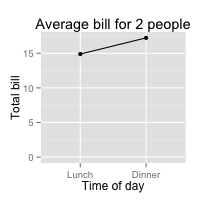 Average bill for 2 people
Total bill
15
10
5
0
Lunch Dinner
Time of day